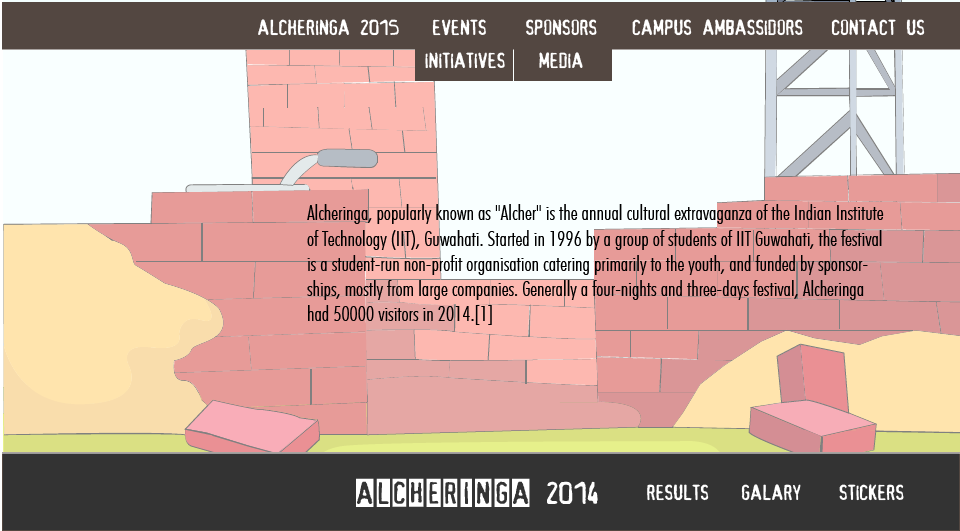 ALCHERiNGA 2015 EVENTS SPONSORS CAMPUS AMBASSiDORS CONTACT US
iNiTiATiVES MEDiA
Alcheringa, popularly known as "Alcher" is the annual cultural extravaganza of the Indian Institute
of Technology (IIT), Guwahati. Started in 1996 by a group of students of IIT Guwahati, the festival
is a student-run non-profit organisation catering primarily to the youth, and funded by sponsor-
ships, mostly from large companies. Generally a four-nights and three-days festival, Alcheringa
had 50000 visitors in 2014.[1]
ALCHERINGA 2014 RESULTS GALARY STiCKERS